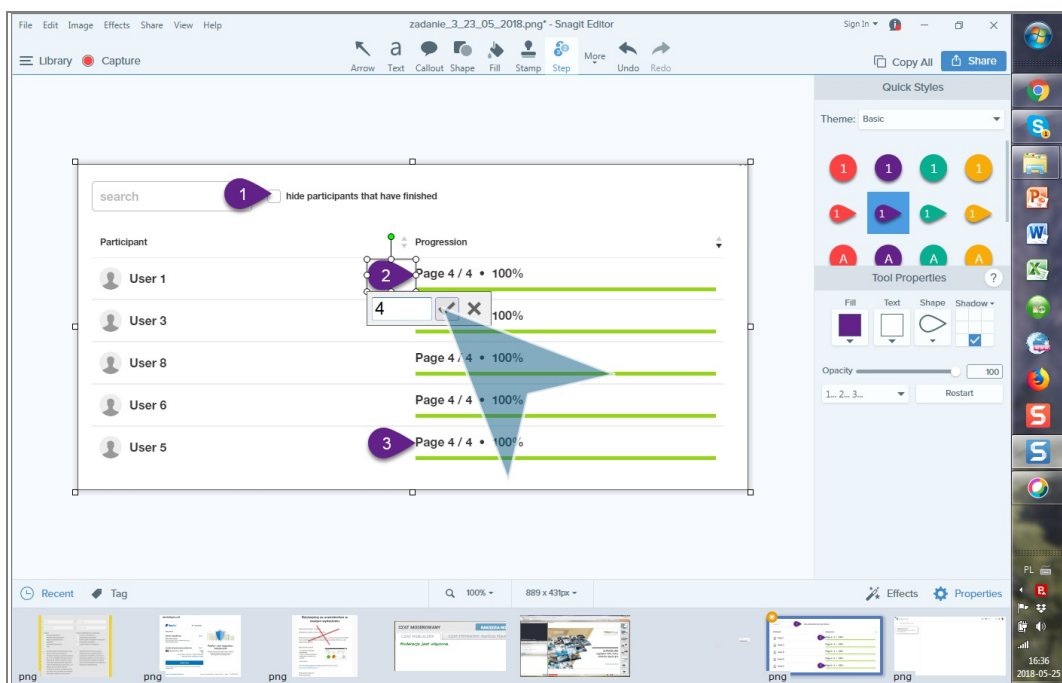 File Edit Image Effects Share View Help
zadanie_3_23_05_2018.png* - Snagit Editor
Sign In
Library
Capture
Arrow Text Callout Shape Fill Stamp Step More Undo Redo
Copy All
Share
Quick Styles
Theme: Basic
1 1 1 1
1 1 1 1
A A A A
Tool Properties
?
Fill Text Shape Shadow
Opacity 100
1... 2... 3... Restart
search
1
hide participants that have finished
Participant Progression
User 1
2
Page 4 / 4 • 100%
4
User 3
100%
User 8
Page 4 / 4 • 100%
User 6
Page 4 / 4 • 100%
User 5
3
Page 4 / 4 • 100%
Recent
Tag
100%
889 x 431px
Effects
Properties
CZAT MODEROWANY
png png png png png
PL
16:36
2018-05-25